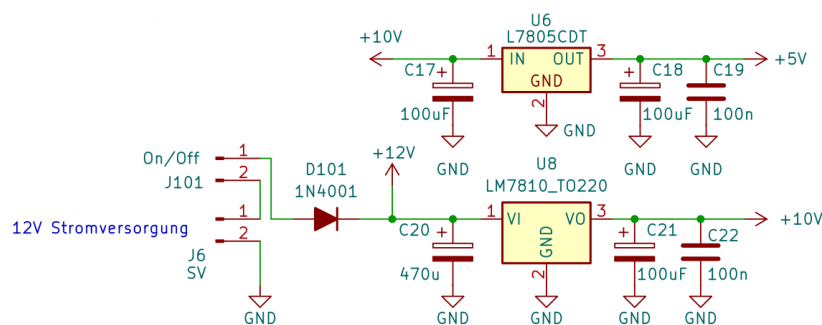 U6
L7805CDT
+10V
1
IN
OUT
3
GND
2
C17
+
100uF
GND
GND
C18
+
100uF
GND
C19
100n
+5V
On/Off
1
2
J101
12V Stromversorgung
1
2
J6
SV
GND
D101
1N4001
+12V
U8
LM7810_TO220
C20
+
470u
GND
1
VI
VO
3
GND
2
GND
C21
+
100uF
GND
C22
100n
GND
+10V